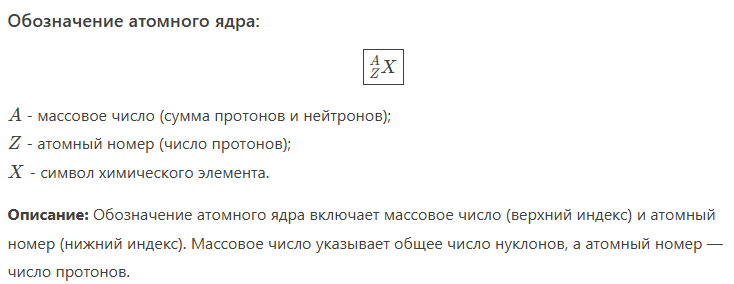 Обозначение атомного ядра:
$^{A}_{Z}X$
A - массовое число (сумма протонов и нейтронов);
Z - атомный номер (число протонов);
X - символ химического элемента.
Описание: Обозначение атомного ядра включает массовое число (верхний индекс) и атомный
номер (нижний индекс). Массовое число указывает общее число нуклонов, а атомный номер —
число протонов.